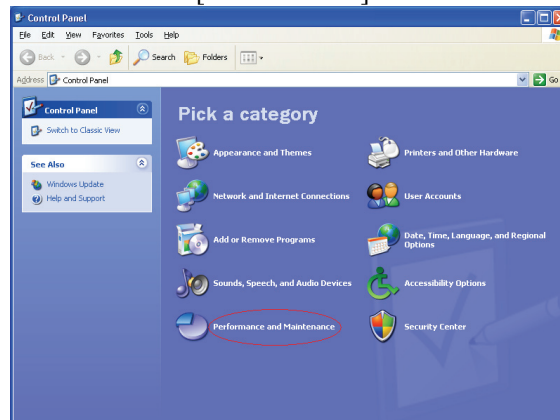 Control Panel
File Edit View Favorites Tools Help
Back Search Folders
Address Control Panel Go
Control Panel
Switch to Classic View
See Also
Windows Update
Help and Support
Pick a category
Appearance and Themes
Printers and Other Hardware
Network and Internet Connections
User Accounts
Add or Remove Programs
Date, Time, Language, and Regional
Options
Sounds, Speech, and Audio Devices
Accessibility Options
Performance and Maintenance
Security Center